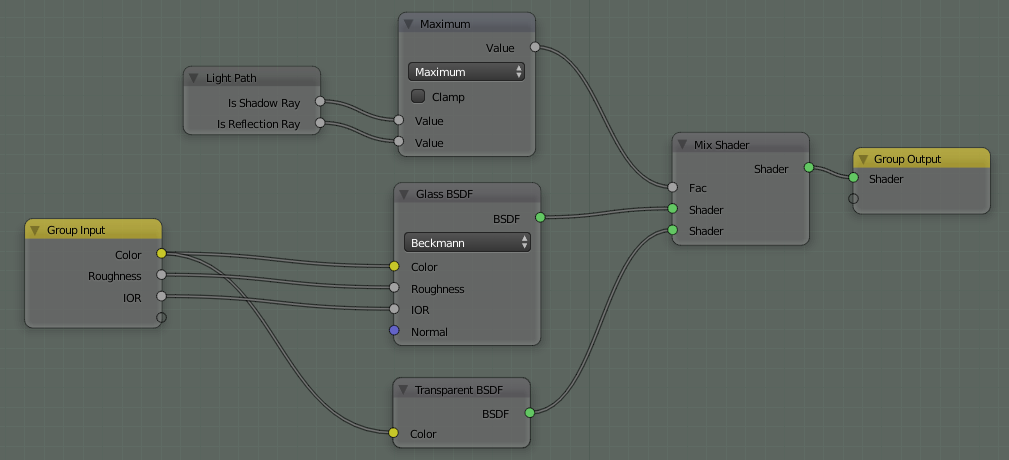 Maximum
Value
Maximum
Clamp
Value
Value
Light Path
Is Shadow Ray
Is Reflection Ray
Mix Shader
Shader
Fac
Shader
Shader
Group Output
Shader
Glass BSDF
BSDF
Beckmann
Color
Roughness
IOR
Normal
Group Input
Color
Roughness
IOR
Transparent BSDF
BSDF
Color